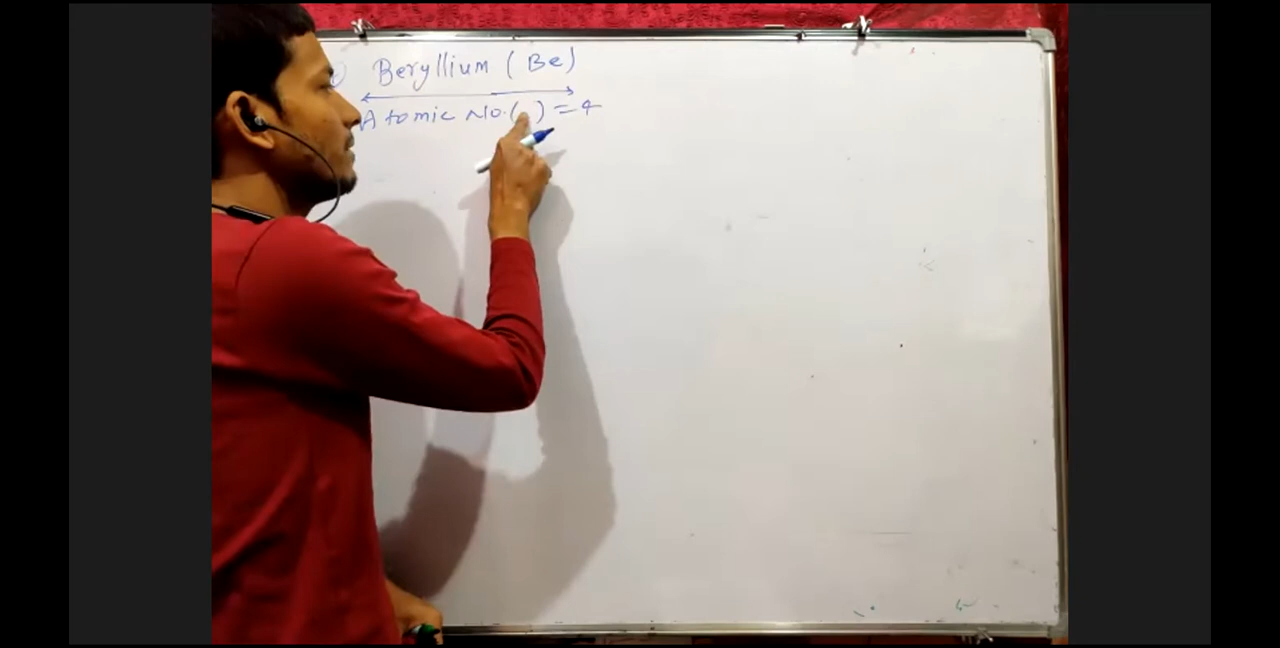 Beryllium (Be)
Atomic No. ( ) = 4